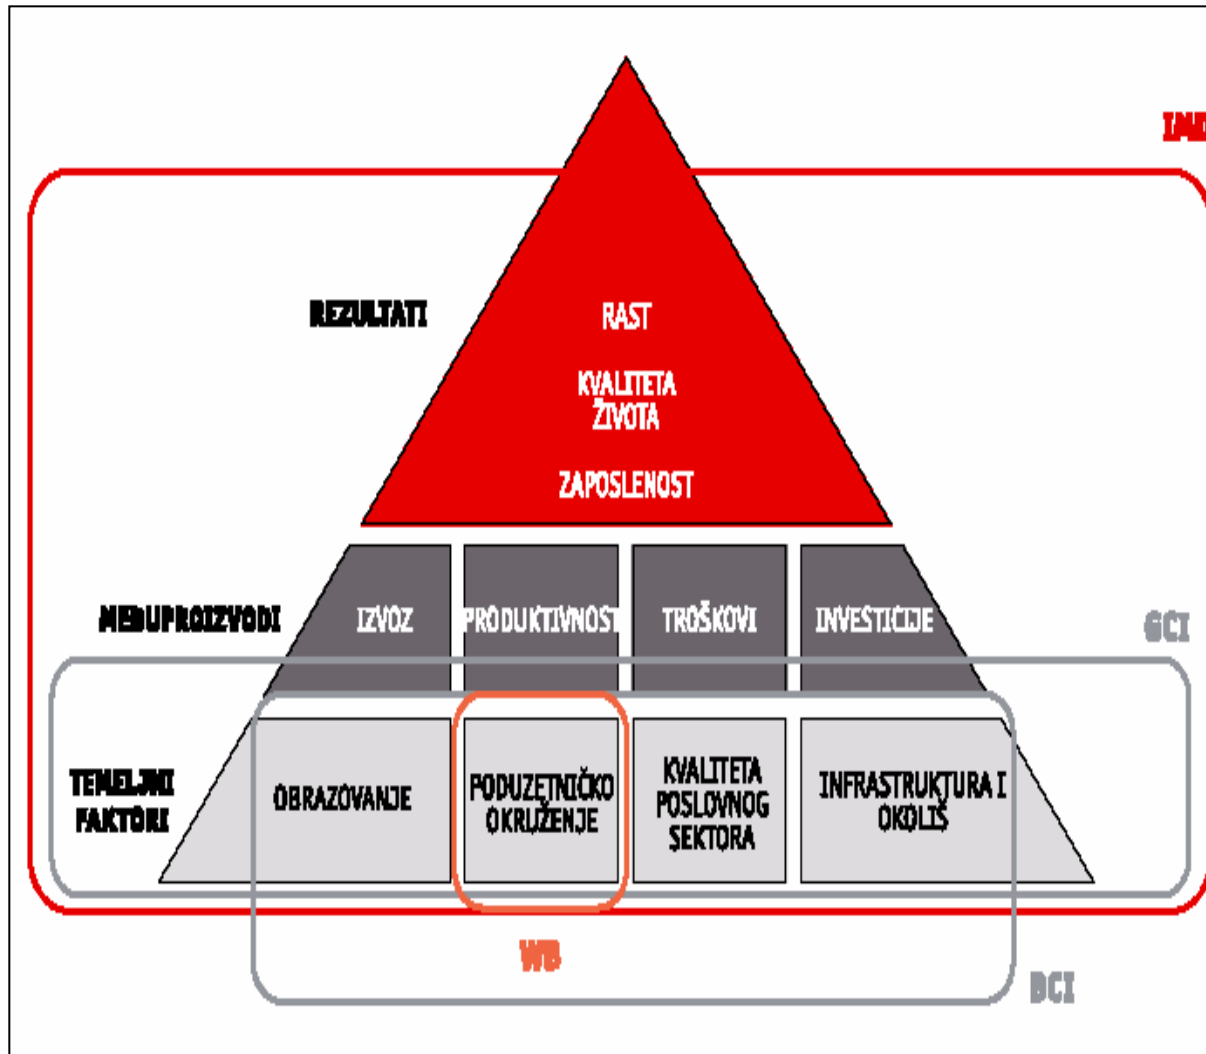 REZULTATI
RAST
KVALITETA
ŽIVOTA
ZAPOSLENOST
MEĐUPROIZVODI
IZVOZ
PRODUKTIVNOST
TROŠKOVI
INVESTICIJE
GCI
TEMELJNI
FAKTORI
OBRAZOVANJE
PODUZETNIČKO
OKRUŽENJE
KVALITETA
POSLOVNOG
SEKTORA
INFRASTRUKTURA I
OKOLIŠ
WB
BCI